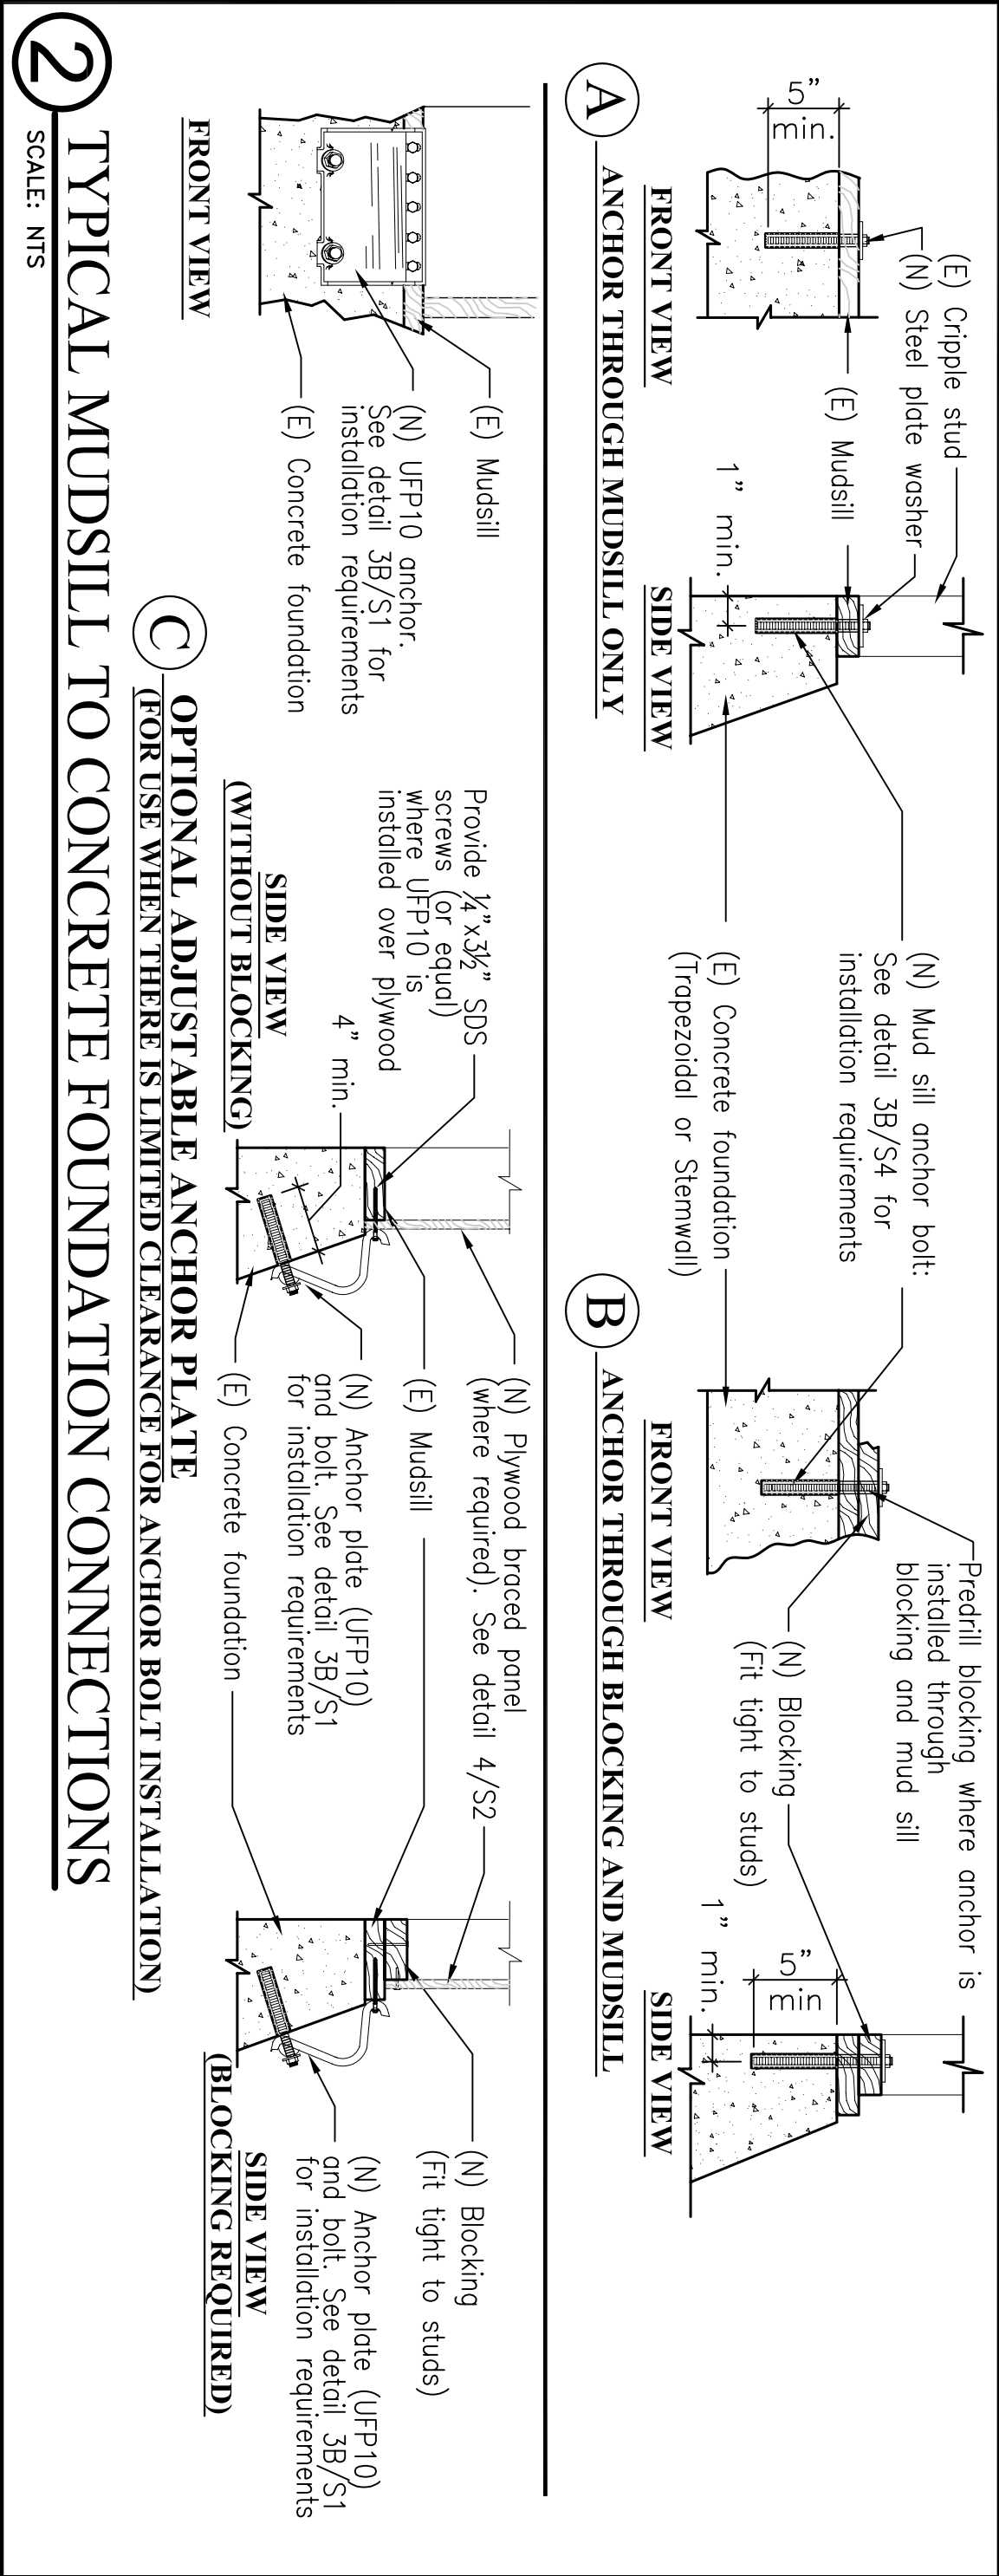 5"
min.
(E) Cripple stud
(N) Steel plate washer
(E) Mudsill
1" min.
FRONT VIEW
SIDE VIEW
A
ANCHOR THROUGH MUDSILL ONLY
(N) Mud sill anchor bolt:
See detail 3B/S4 for
installation requirements
(E) Concrete foundation
(Trapezoidal or Stemwall)
Predrill blocking where anchor is
installed through
blocking and mud sill
(N) Blocking
(Fit tight to studs)
5"
min
1" min.
FRONT VIEW
SIDE VIEW
B
ANCHOR THROUGH BLOCKING AND MUDSILL
(E) Mudsill
(N) UFP10 anchor.
See detail 3B/S1 for
installation requirements
(E) Concrete foundation
FRONT VIEW
Provide ¼"x3½" SDS
screws (or equal)
where UFP10 is
installed over plywood
4" min.
SIDE VIEW
(WITHOUT BLOCKING)
(N) Plywood braced panel
(where required). See detail 4/S2
(E) Mudsill
(N) Anchor plate (UFP10)
and bolt. See detail 3B/S1
for installation requirements
(E) Concrete foundation
(N) Blocking
(Fit tight to studs)
(N) Anchor plate (UFP10)
and bolt. See detail 3B/S1
for installation requirements
SIDE VIEW
(BLOCKING REQUIRED)
C
OPTIONAL ADJUSTABLE ANCHOR PLATE
(FOR USE WHEN THERE IS LIMITED CLEARANCE FOR ANCHOR BOLT INSTALLATION)
2
TYPICAL MUDSILL TO CONCRETE FOUNDATION CONNECTIONS
SCALE: NTS